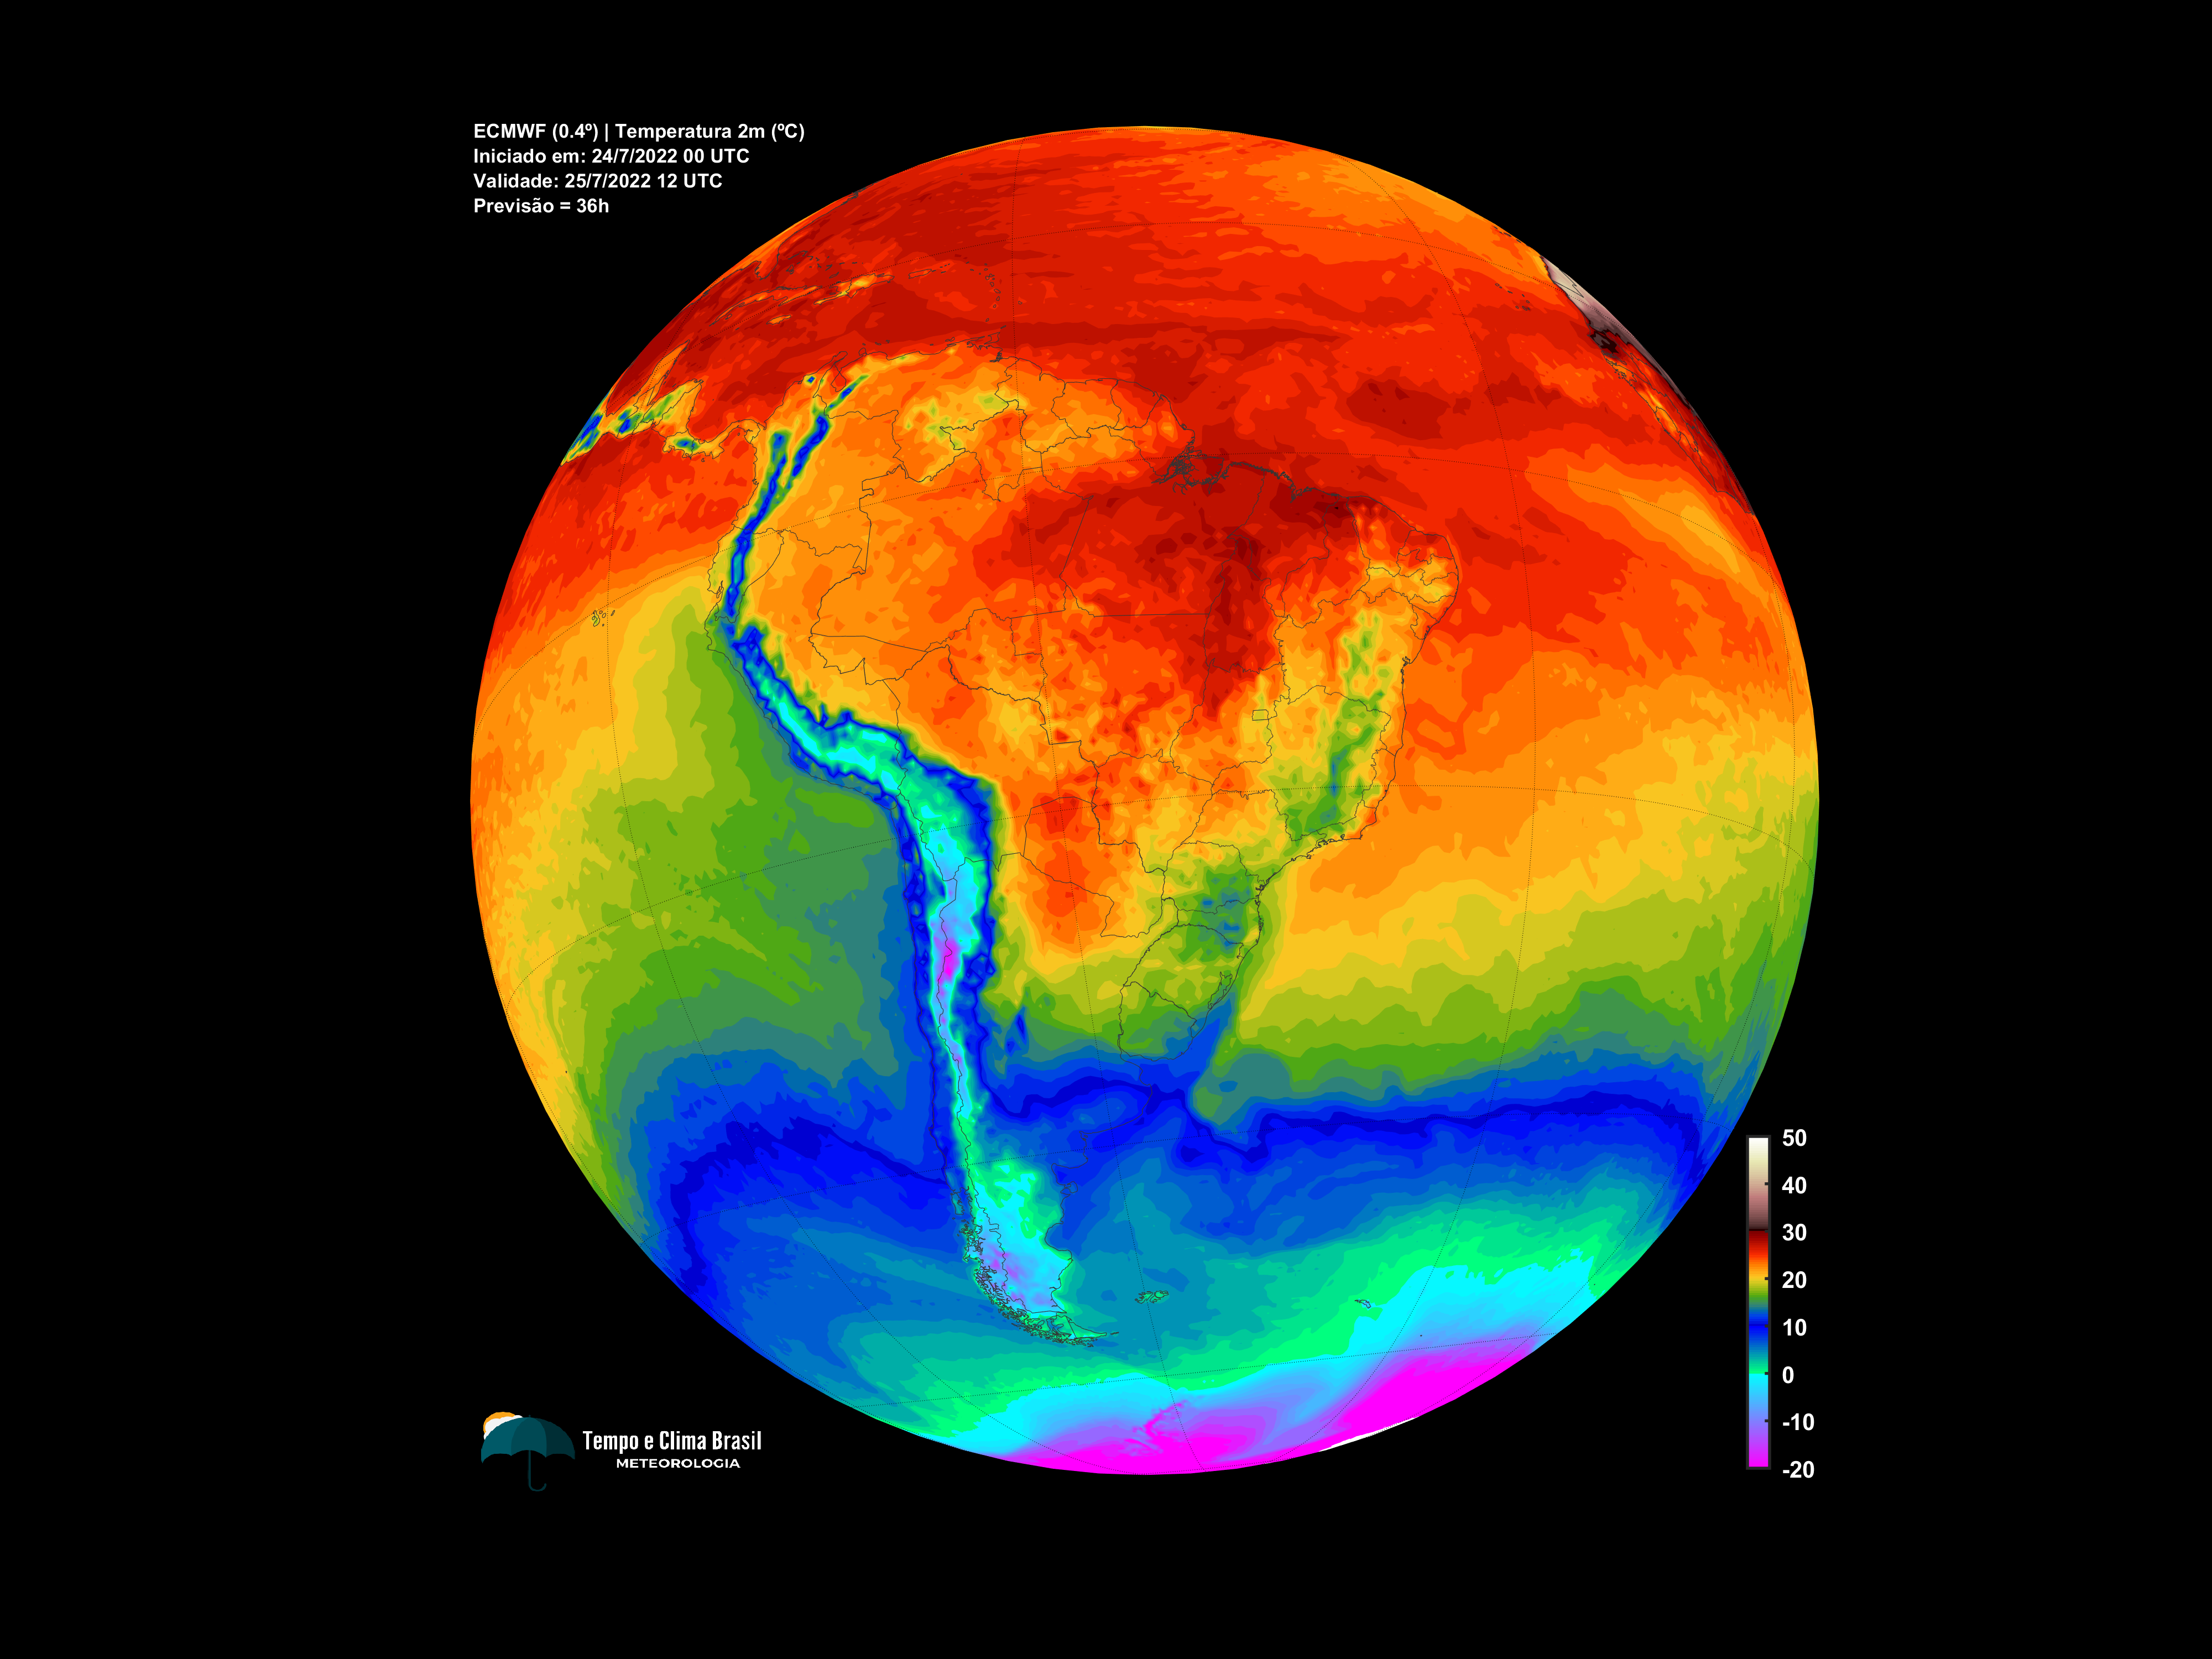 ECMWF (0.4º) | Temperatura 2m (ºC)
Iniciado em: 24/7/2022 00 UTC
Validade: 25/7/2022 12 UTC
Previsão = 36h
50
40
30
20
10
0
-10
-20
Tempo e Clima Brasil
METEOROLOGIA